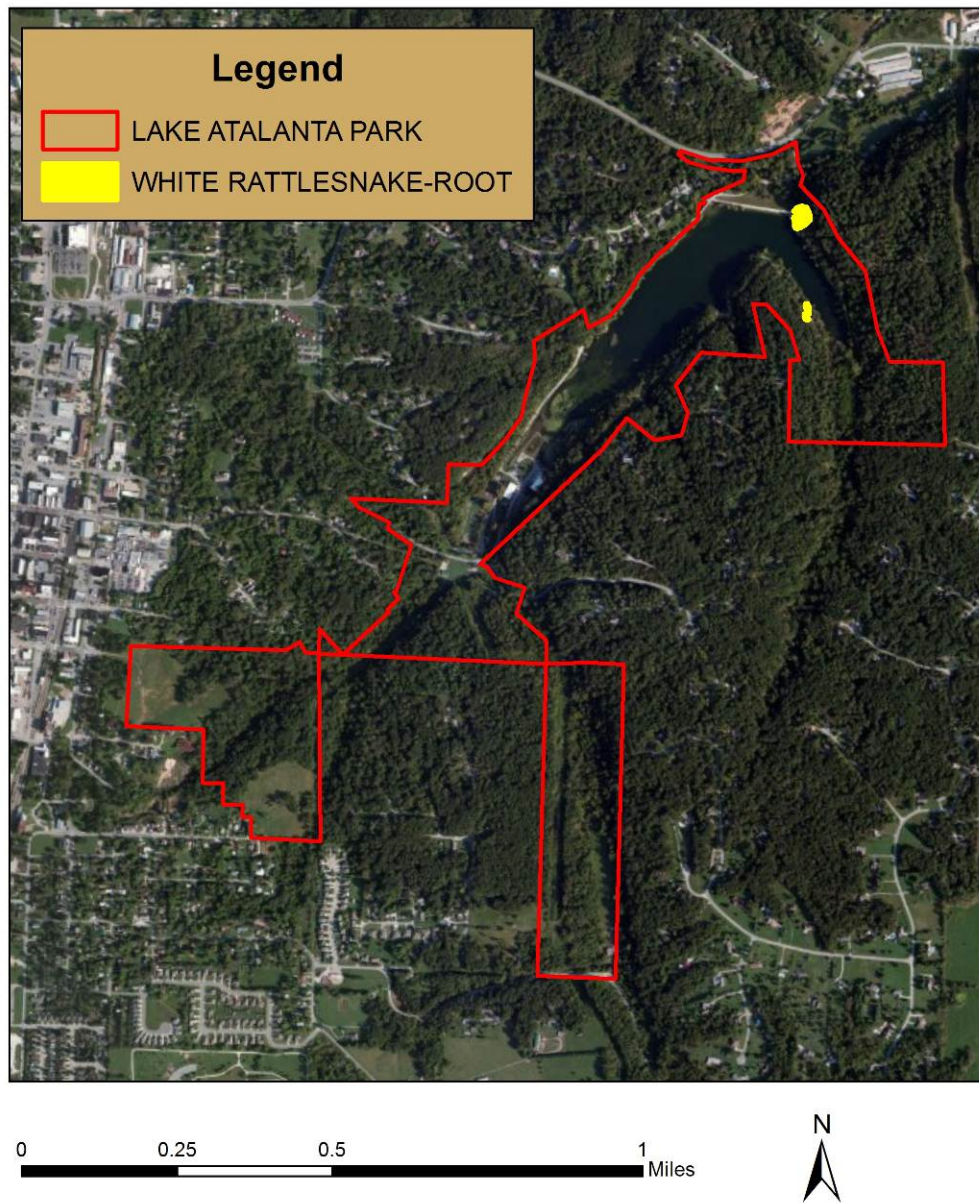 Legend
LAKE ATALANTA PARK
WHITE RATTLESNAKE-ROOT
0 0.25 0.5 1
Miles
N